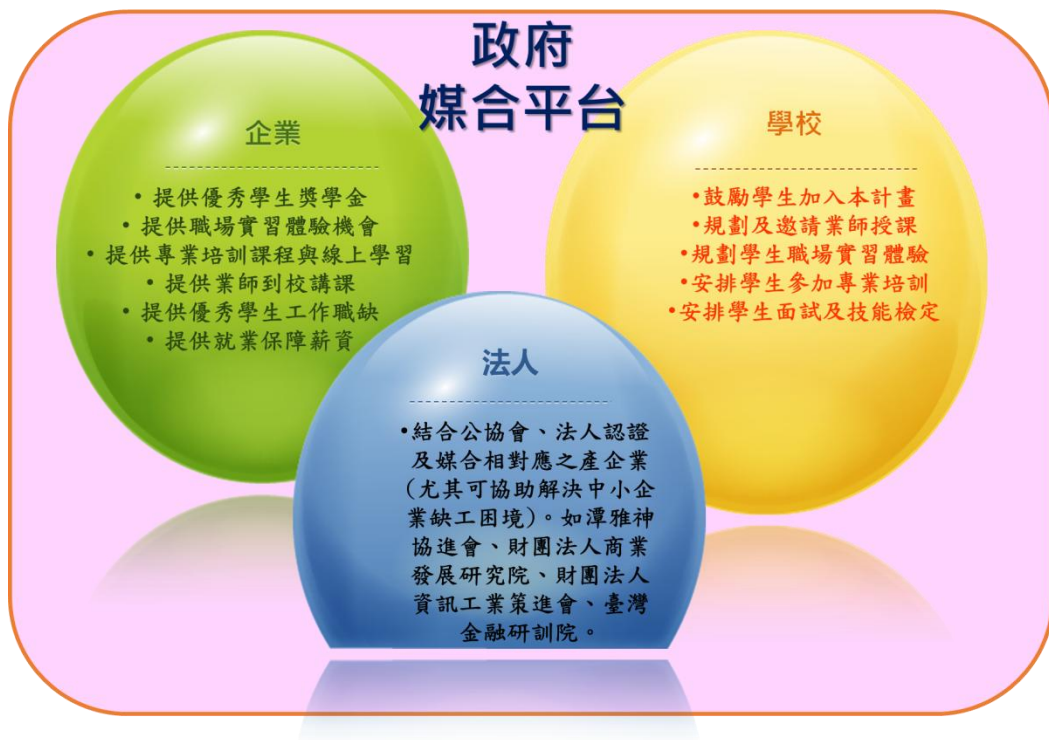 政府
媒合平台
企業
• 提供優秀學生獎學金
• 提供職場實習體驗機會
• 提供專業培訓課程與線上學習
• 提供業師到校講課
• 提供優秀學生工作職缺
• 提供就業保障薪資
學校
•鼓勵學生加入本計畫
•規劃及邀請業師授課
•規劃學生職場實習體驗
•安排學生參加專業培訓
•安排學生面試及技能檢定
法人
•結合公協會、法人認證
及媒合相對應之產企業
(尤其可協助解決中小企
業缺工困境)。如潭雅神
協進會、財團法人商業
發展研究院、財團法人
資訊工業策進會、臺灣
金融研訓院。